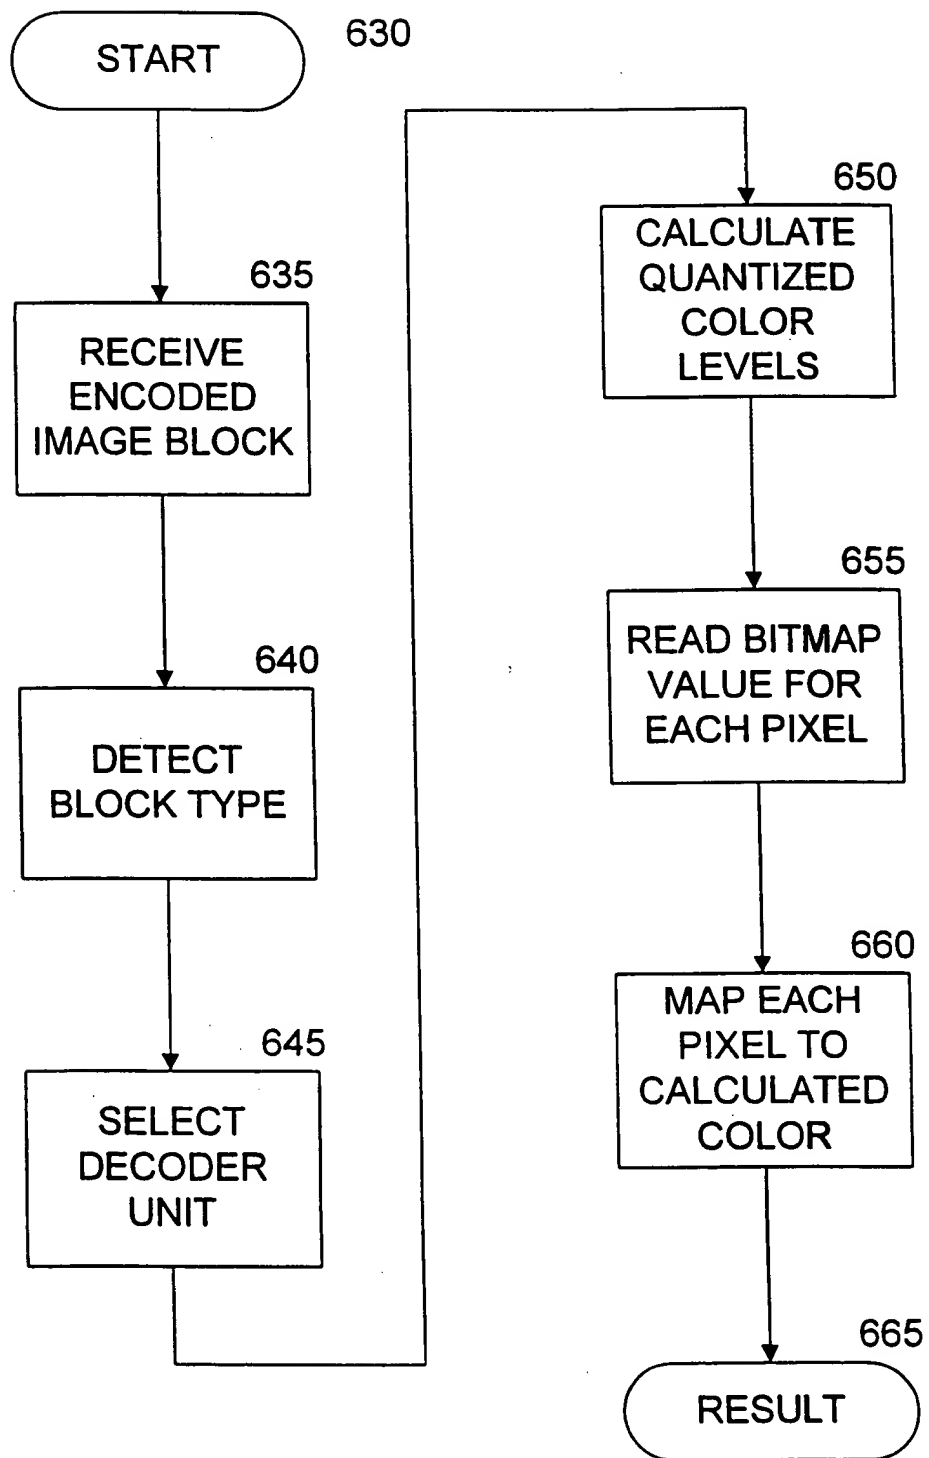 START
630
635
RECEIVE
ENCODED
IMAGE BLOCK
640
DETECT
BLOCK TYPE
645
SELECT
DECODER
UNIT
650
CALCULATE
QUANTIZED
COLOR
LEVELS
655
READ BITMAP
VALUE FOR
EACH PIXEL
660
MAP EACH
PIXEL TO
CALCULATED
COLOR
665
RESULT